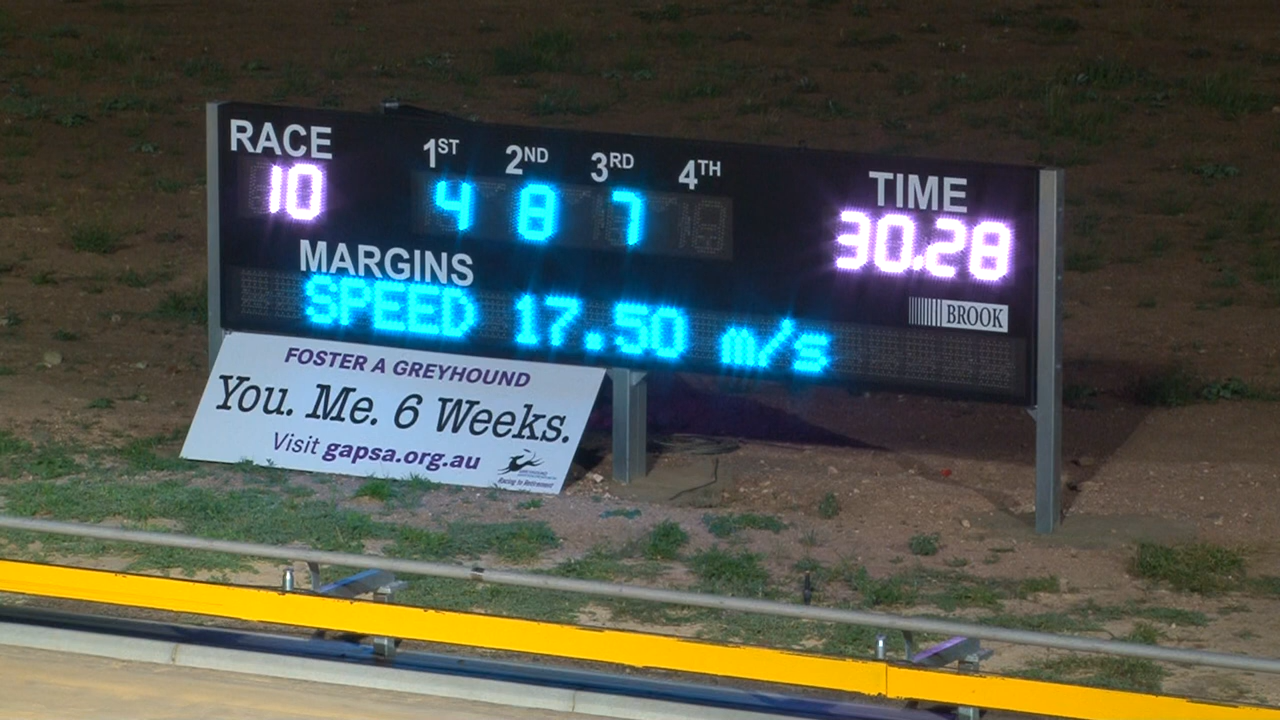 RACE 1ST 2ND 3RD 4TH TIME
10 4 8 7 30.28
MARGINS
SPEED 17.50 m/s
BROOK
FOSTER A GREYHOUND
You. Me. 6 Weeks.
Visit gapsa.org.au
Racing to Retirement